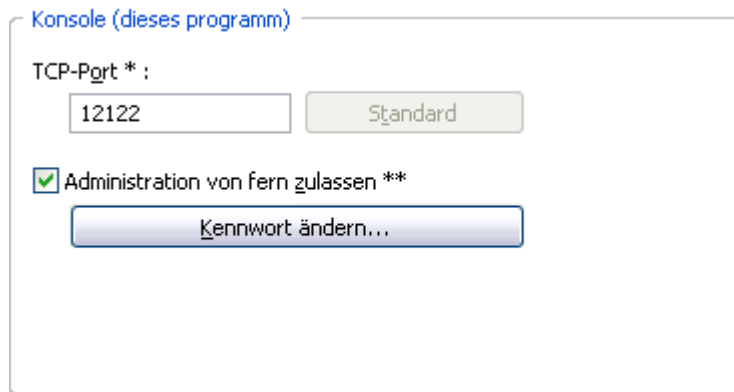 Konsole (dieses programm)
TCP-Port * :
12122
Standard
Administration von fern zulassen **
Kennwort ändern...